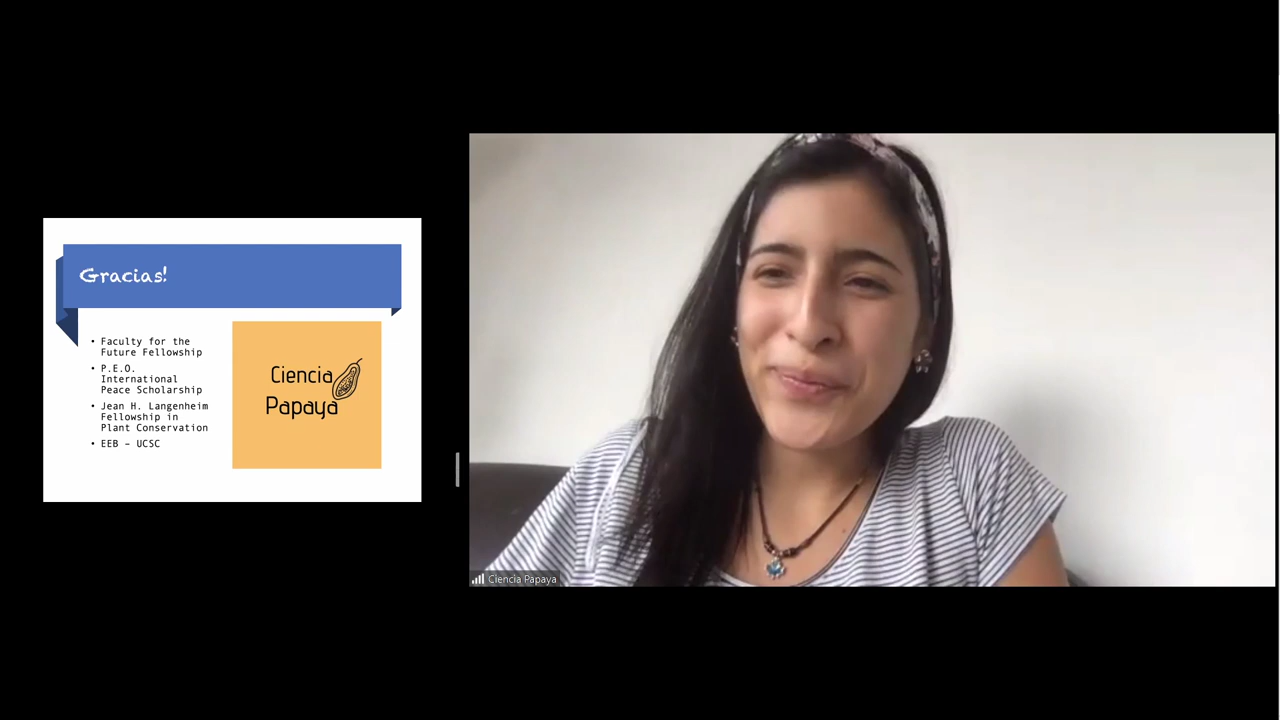 Gracias!
• Faculty for the
Future Fellowship
• P.E.O.
International
Peace Scholarship
• Jean H. Langenheim
Fellowship in
Plant Conservation
• EEB – UCSC
Ciencia
Papaya
Ciencia Papaya